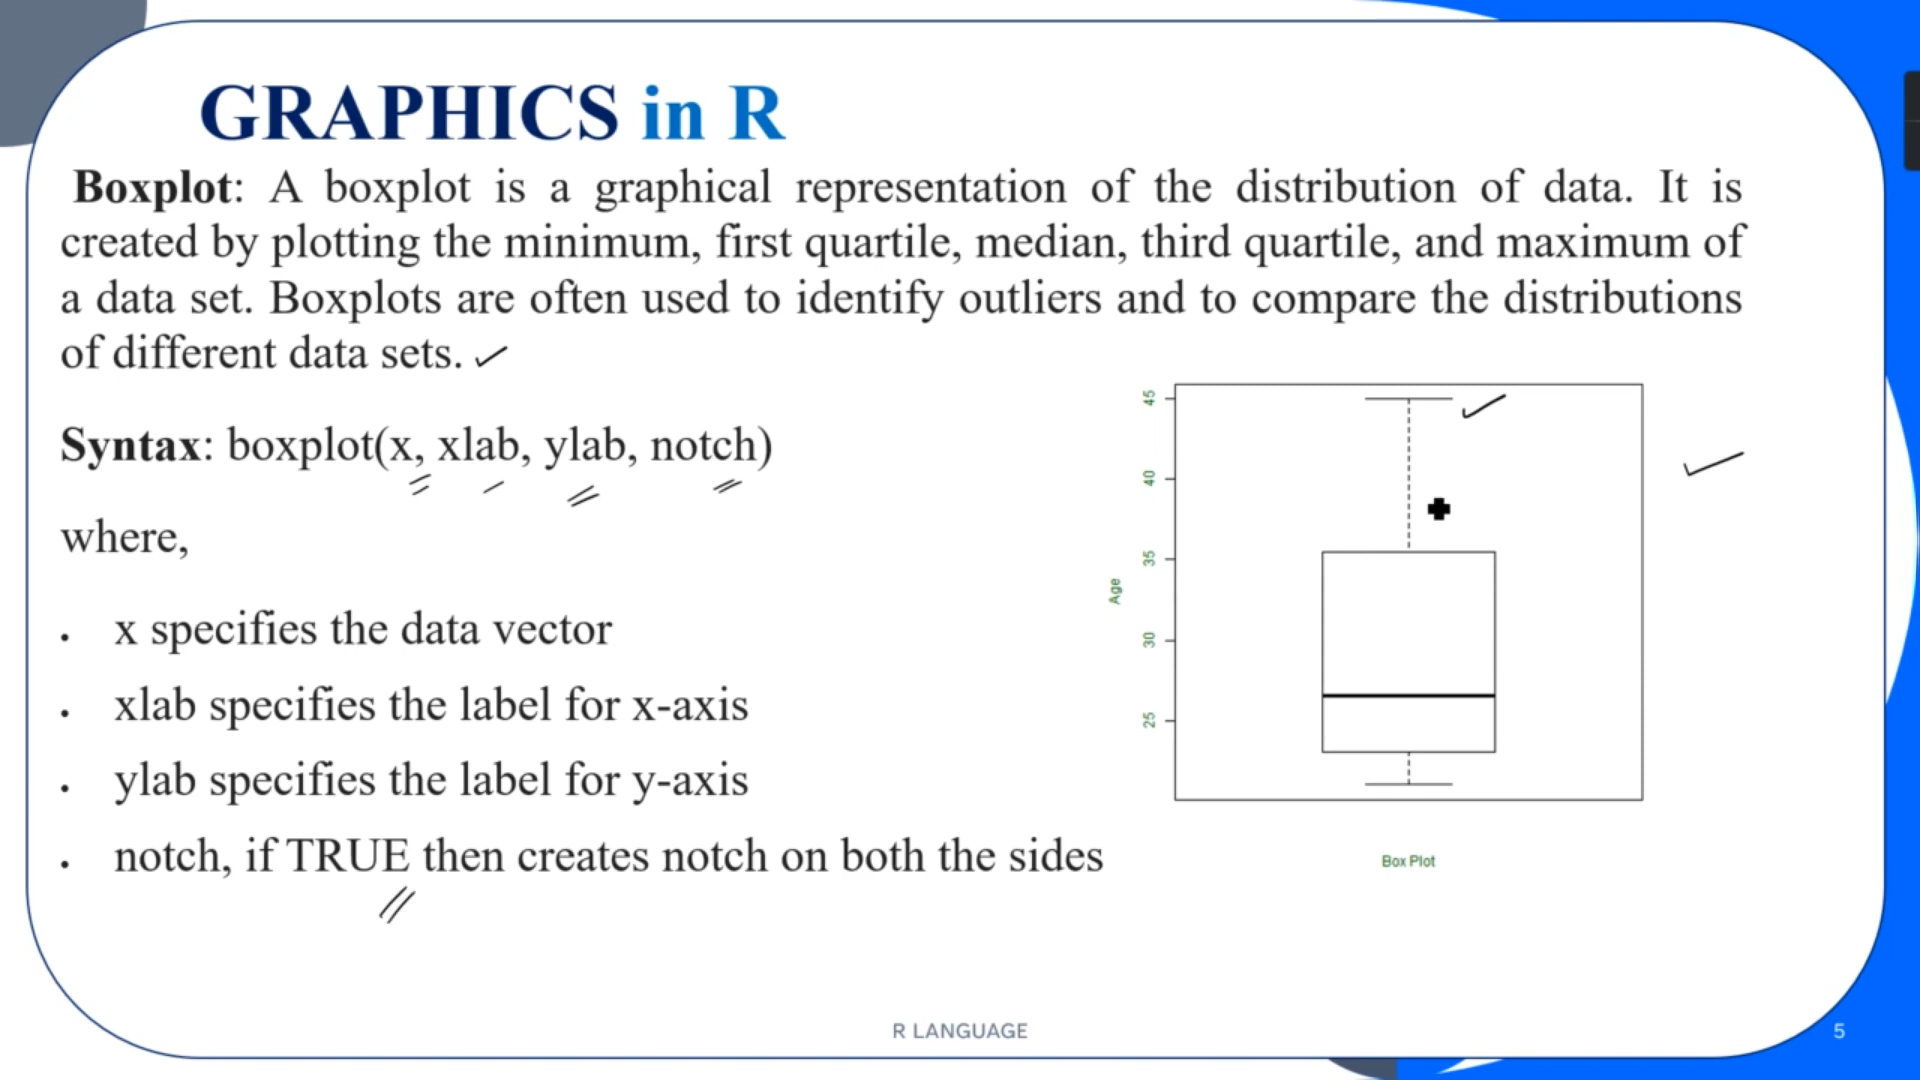 GRAPHICS in R
Boxplot: A boxplot is a graphical representation of the distribution of data. It is
created by plotting the minimum, first quartile, median, third quartile, and maximum of
a data set. Boxplots are often used to identify outliers and to compare the distributions
of different data sets.
Syntax: boxplot(x, xlab, ylab, notch)
where,
• x specifies the data vector
• xlab specifies the label for x-axis
• ylab specifies the label for y-axis
• notch, if TRUE then creates notch on both the sides
45
40
35
30
25
Age
Box Plot
R LANGUAGE
5